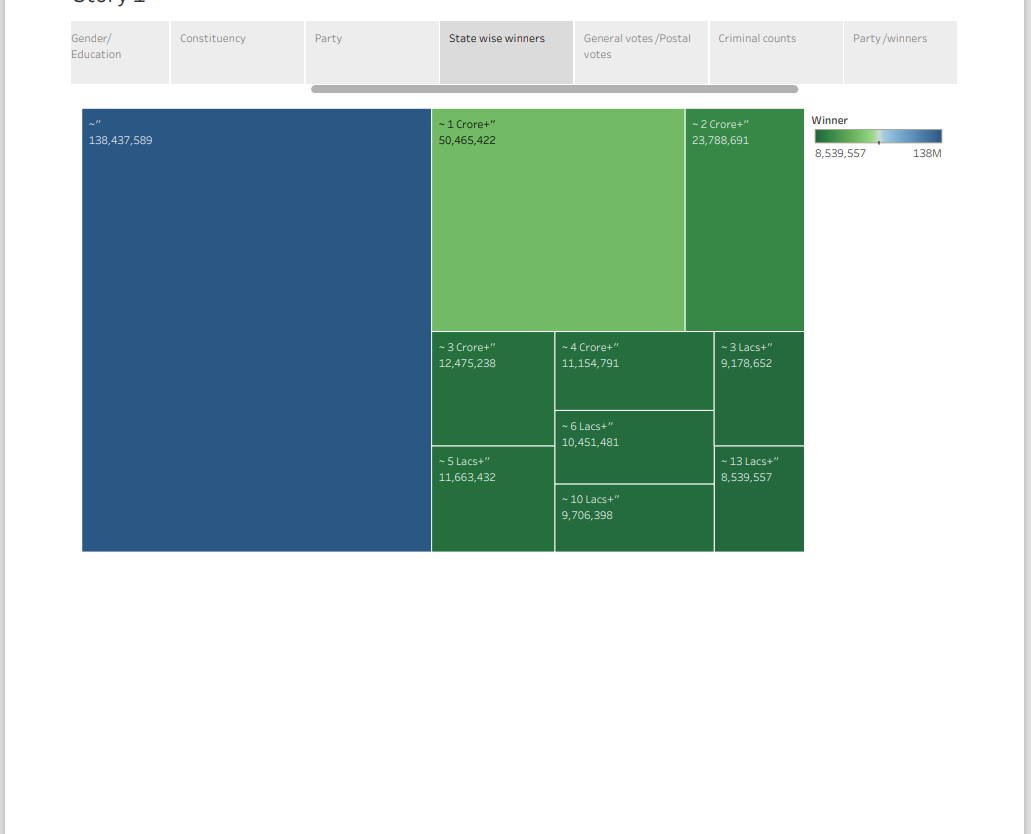 Story 1
Gender/
Education
Constituency
Party
State wise winners
General votes /Postal
votes
Criminal counts
Party /winners
~”
138,437,589
~ 1 Crore+”
50,465,422
~ 2 Crore+”
23,788,691
Winner
8,539,557 138M
~ 3 Crore+”
12,475,238
~ 4 Crore+”
11,154,791
~ 3 Lacs+”
9,178,652
~ 6 Lacs+”
10,451,481
~ 5 Lacs+”
11,663,432
~ 13 Lacs+”
8,539,557
~ 10 Lacs+”
9,706,398